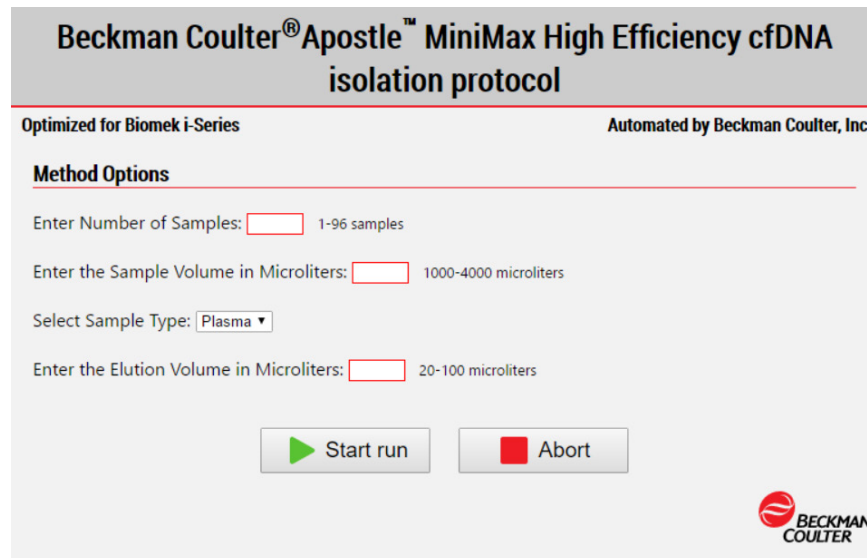 Beckman Coulter®Apostle™ MiniMax High Efficiency cfDNA
isolation protocol
Optimized for Biomek i-Series
Automated by Beckman Coulter, Inc
Method Options
Enter Number of Samples: 1-96 samples
Enter the Sample Volume in Microliters: 1000-4000 microliters
Select Sample Type: Plasma
Enter the Elution Volume in Microliters: 20-100 microliters
Start run
Abort
BECKMAN
COULTER